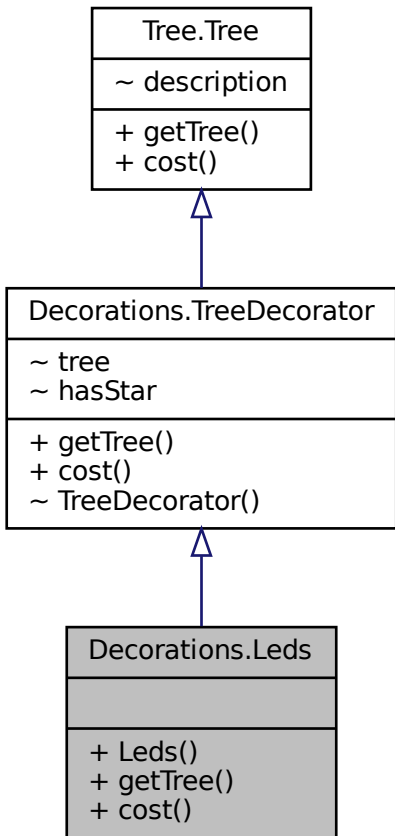 Tree.Tree
~ description
+ getTree()
+ cost()
Decorations.TreeDecorator
~ tree
~ hasStar
+ getTree()
+ cost()
~ TreeDecorator()
Decorations.Leds
+ Leds()
+ getTree()
+ cost()